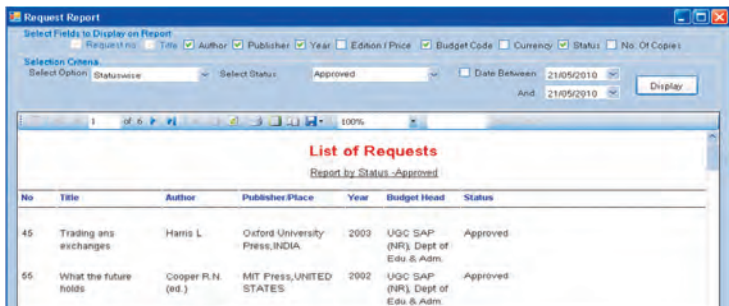 Request Report
Select Fields to Display on Report
Request no Title Author Publisher Year Edition / Price Budget Code Currency Status No. Of Copies
Selection Criteria
Select Option Statuswise Select Status Approved Date Between 21/05/2010
And 21/05/2010 Display
1 of 6 100%
List of Requests
Report by Status -Approved
No Title Author Publisher/Place Year Budget Head Status
45 Trading ans Harris L Oxford University 2003 UGC SAP Approved
exchanges Press,INDIA (NR), Dept of
Edu & Adm.
55 What the future Cooper R.N. MIT Press,UNITED 2002 UGC SAP Approved
holds (ed.) STATES (NR), Dept of
Edu & Adm.